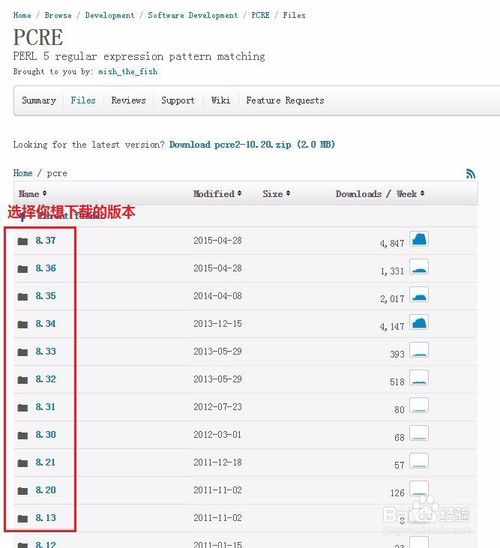 Home / Browse / Development / Software Development / PCRE / Files
PCRE
PERL 5 regular expression pattern matching
Brought to you by: mish_the_fish
Summary Files Reviews Support Wiki Feature Requests
Looking for the latest version? Download pcre2-10.20.zip (2.0 MB)
Home / pcre
Name Modified Size Downloads / Week
选择你想下载的版本
8.37 2015-04-28 4,847
8.36 2015-04-28 1,331
8.35 2014-04-08 2,017
8.34 2013-12-15 4,147
8.33 2013-05-29 393
8.32 2013-05-29 518
8.31 2012-07-23 80
8.30 2012-03-01 68
8.21 2011-12-18 57
8.20 2011-11-02 126
8.13 2011-11-02 8
8.12
Baidu 经验
jingyan.baidu.com